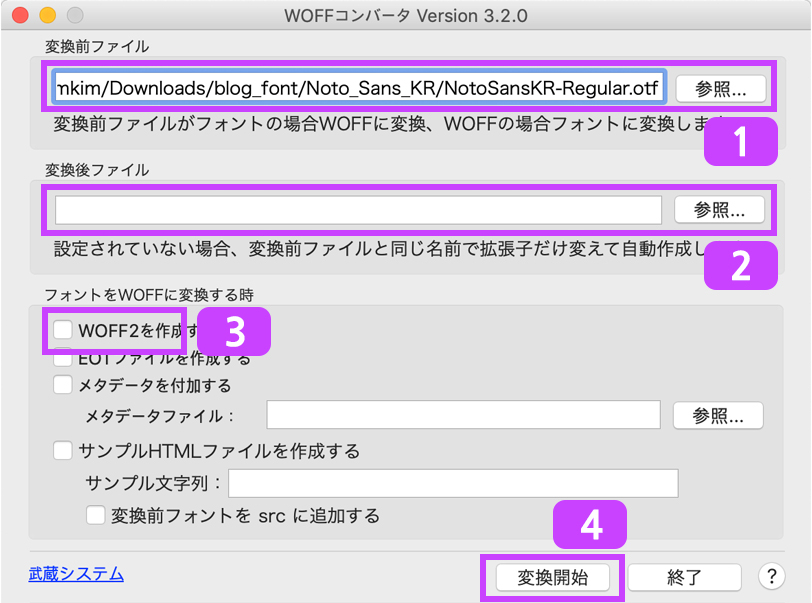 WOFFコンバータ Version 3.2.0
変換前ファイル
mkim/Downloads/blog_font/Noto_Sans_KR/NotoSansKR-Regular.otf 参照...
変換前ファイルがフォントの場合WOFFに変換、WOFFの場合フォントに変換しま
1
変換後ファイル
参照...
設定されていない場合、変換前ファイルと同じ名前で拡張子だけ変えて自動作成し
2
フォントをWOFFに変換する時
WOFF2を作成す
3
EOTファイルを作成する
メタデータを付加する
メタデータファイル： 参照...
サンプルHTMLファイルを作成する
サンプル文字列：
変換前フォントを src に追加する
4
武蔵システム 変換開始 終了 ?